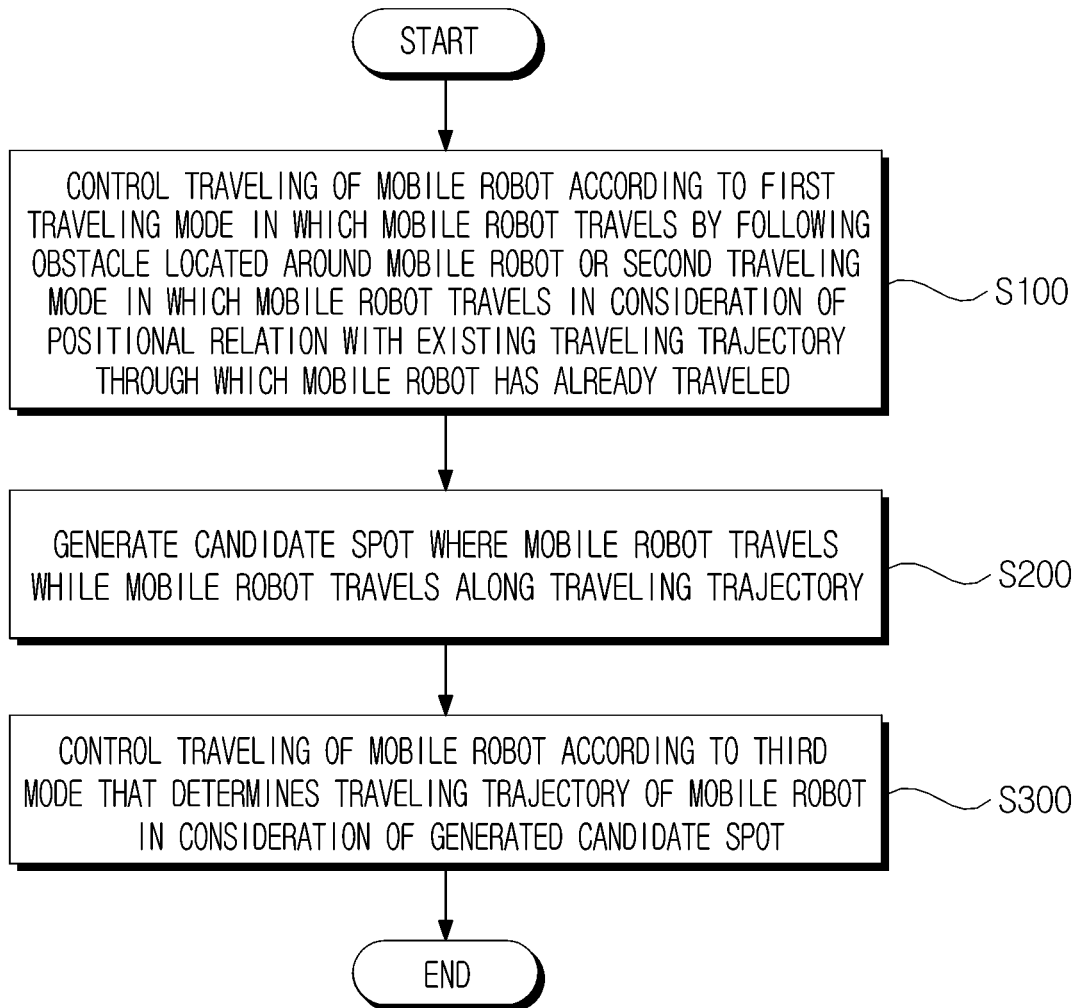 START
CONTROL TRAVELING OF MOBILE ROBOT ACCORDING TO FIRST
TRAVELING MODE IN WHICH MOBILE ROBOT TRAVELS BY FOLLOWING
OBSTACLE LOCATED AROUND MOBILE ROBOT OR SECOND TRAVELING
MODE IN WHICH MOBILE ROBOT TRAVELS IN CONSIDERATION OF
POSITIONAL RELATION WITH EXISTING TRAVELING TRAJECTORY
THROUGH WHICH MOBILE ROBOT HAS ALREADY TRAVELED
S100
GENERATE CANDIDATE SPOT WHERE MOBILE ROBOT TRAVELS
WHILE MOBILE ROBOT TRAVELS ALONG TRAVELING TRAJECTORY
S200
CONTROL TRAVELING OF MOBILE ROBOT ACCORDING TO THIRD
MODE THAT DETERMINES TRAVELING TRAJECTORY OF MOBILE ROBOT
IN CONSIDERATION OF GENERATED CANDIDATE SPOT
S300
END